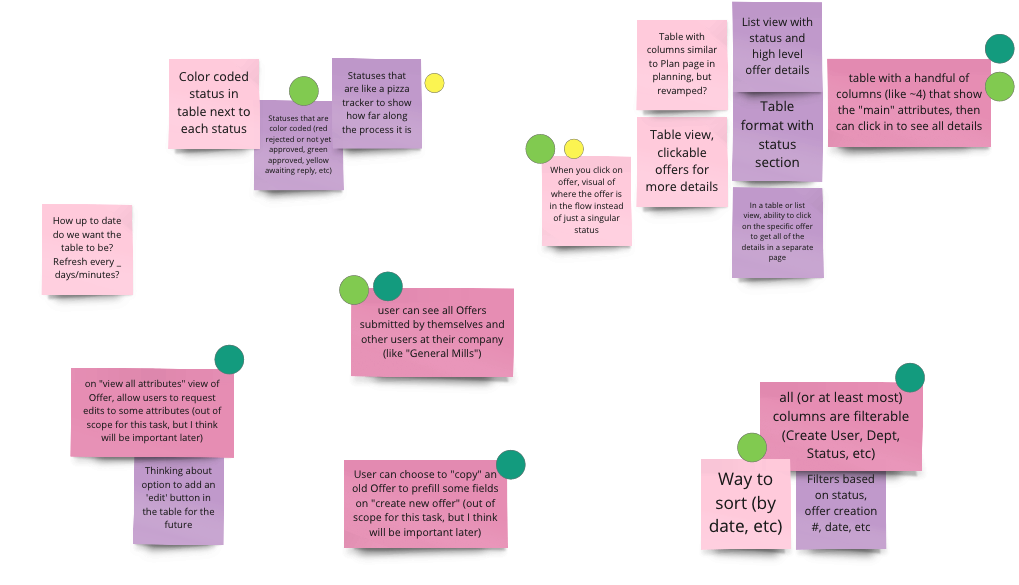 Color coded
status in
table next to
each status
Statuses that are
color coded (red
rejected or not yet
approved, green
approved, yellow
awaiting reply, etc)
Statuses that
are like a pizza
tracker to show
how far along
the process it is
Table with
columns similar
to Plan page in
planning, but
revamped?
List view with
status and
high level
offer details
table with a handful of
columns (like ~4) that show
the "main" attributes, then
can click in to see all details
Table
format with
status
section
Table view,
clickable
offers for
more details
When you click on
offer, visual of
where the offer is
in the flow instead
of just a singular
status
In a table or list
view, ability to click
on the specific offer
to get all of the
details in a separate
page
How up to date
do we want the
table to be?
Refresh every _
days/minutes?
user can see all Offers
submitted by themselves and
other users at their company
(like "General Mills")
on "view all attributes" view of
Offer, allow users to request
edits to some attributes (out of
scope for this task, but I think
will be important later)
Thinking about
option to add an
'edit' button in
the table for the
future
User can choose to "copy" an
old Offer to prefill some fields
on "create new offer" (out of
scope for this task, but I think
will be important later)
all (or at least most)
columns are filterable
(Create User, Dept,
Status, etc)
Way to
sort (by
date, etc)
Filters based
on status,
offer creation
#, date, etc